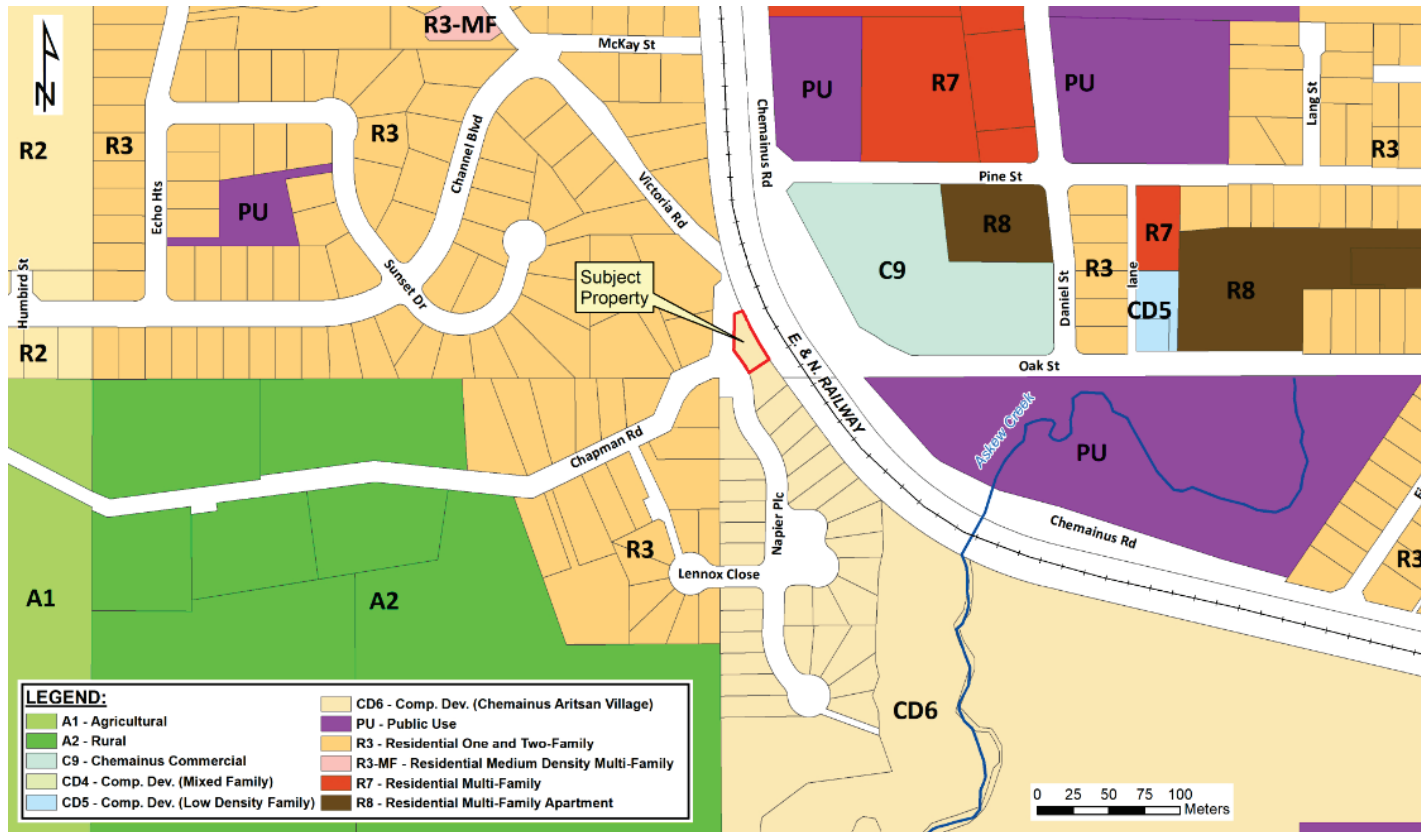 R3-MF
McKay St
N
PU
R7
PU
Chemainus Rd
Lang St
R2
R3
R3
Channel Blvd
R3
Victoria Rd
Pine St
Echo Hts
PU
R8
R7
Sunset Dr
C9
R3
lane
R8
Subject
Property
Humbird St
Daniel St
CD5
E. & N. RAILWAY
R2
Oak St
Askew Creek
Chapman Rd
PU
Napier Plc
Chemainus Rd
R3
Lennox Close
R3
A1
A2
CD6
LEGEND:
A1 - Agricultural
A2 - Rural
C9 - Chemainus Commercial
CD4 - Comp. Dev. (Mixed Family)
CD5 - Comp. Dev. (Low Density Family)
CD6 - Comp. Dev. (Chemainus Aritsan Village)
PU - Public Use
R3 - Residential One and Two-Family
R3-MF - Residential Medium Density Multi-Family
R7 - Residential Multi-Family
R8 - Residential Multi-Family Apartment
0 25 50 75 100
Meters